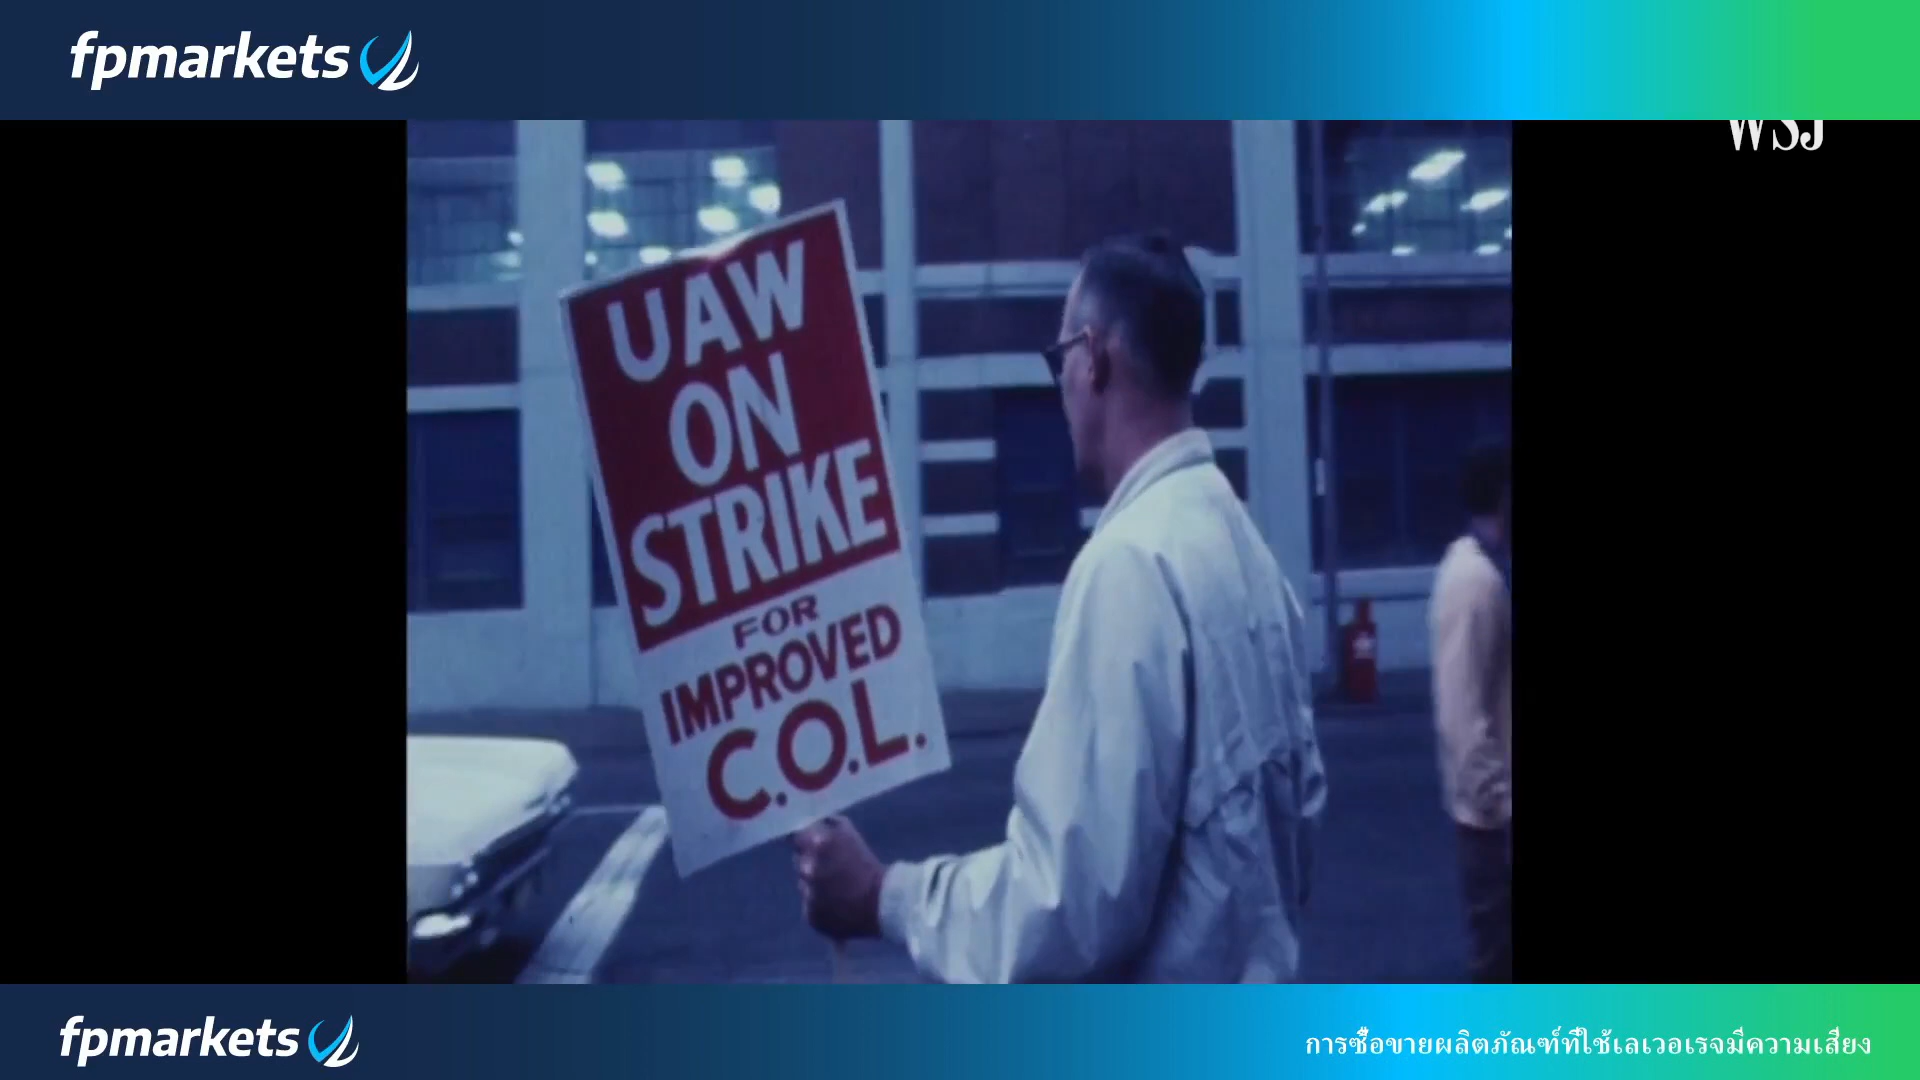 fpmarkets
WSJ
UAW
ON
STRIKE
FOR
IMPROVED
C.O.L.
fpmarkets
การซื้อขายผลิตภัณฑ์ที่ใช้เลเวอเรจมีความเสี่ยง